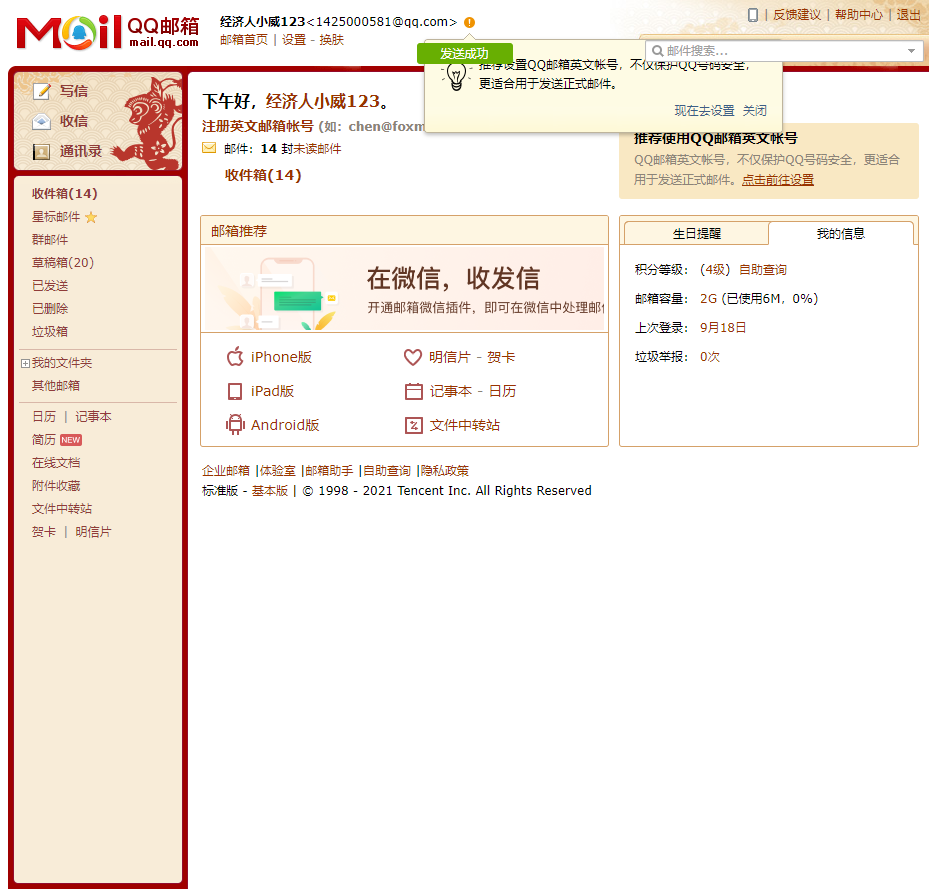 MAil QQ邮箱
mail.qq.com
经济人小威123<1425000581@qq.com>
邮箱首页 | 设置 - 换肤
| 反馈建议 | 帮助中心 | 退出
邮件搜索...
发送成功
推荐设置QQ邮箱英文帐号，不仅保护QQ号码安全，
更适合用于发送正式邮件。
现在去设置 关闭
写信
收信
通讯录
收件箱(14)
星标邮件
群邮件
草稿箱(20)
已发送
已删除
垃圾箱
我的文件夹
其他邮箱
日历 | 记事本
简历 NEW
在线文档
附件收藏
文件中转站
贺卡 | 明信片
下午好，经济人小威123。
注册英文邮箱帐号 (如：chen@foxm
邮件：14 封未读邮件
收件箱(14)
推荐使用QQ邮箱英文帐号
QQ邮箱英文帐号，不仅保护QQ号码安全，更适合
用于发送正式邮件。点击前往设置
邮箱推荐
在微信，收发信
开通邮箱微信插件，即可在微信中处理邮
iPhone版
明信片 - 贺卡
iPad版
记事本 - 日历
Android版
文件中转站
生日提醒
我的信息
积分等级： (4级) 自助查询
邮箱容量： 2G (已使用6M，0%)
上次登录： 9月18日
垃圾举报： 0次
企业邮箱 |体验室 |邮箱助手 |自助查询 |隐私政策
标准版 - 基本版 | © 1998 - 2021 Tencent Inc. All Rights Reserved